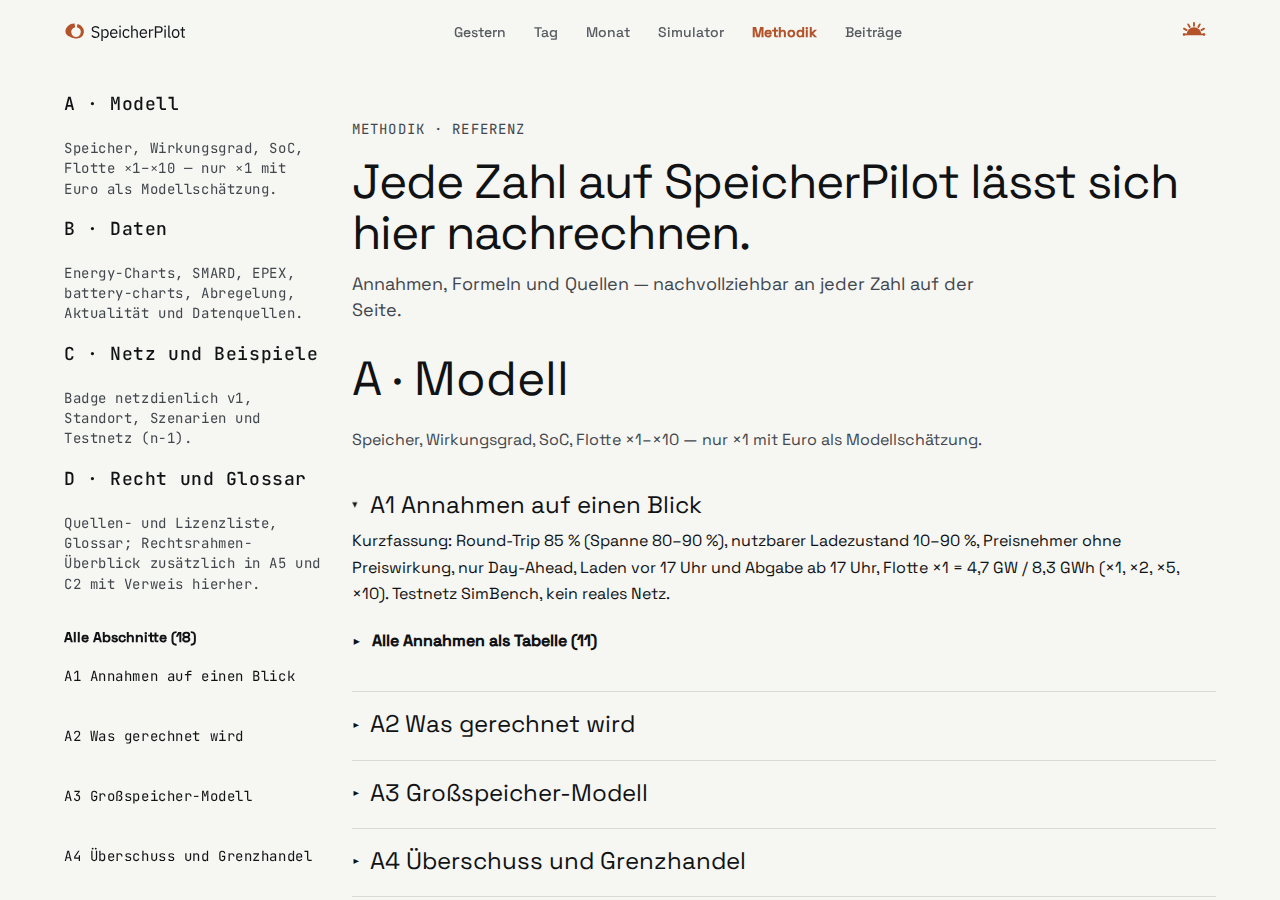 SpeicherPilot
Gestern Tag Monat Simulator Methodik Beiträge
A · Modell
Speicher, Wirkungsgrad, SoC,
Flotte ×1–×10 — nur ×1 mit
Euro als Modellschätzung.
B · Daten
Energy-Charts, SMARD, EPEX,
battery-charts, Abregelung,
Aktualität und Datenquellen.
C · Netz und Beispiele
Badge netzdienlich v1,
Standort, Szenarien und
Testnetz (n-1).
D · Recht und Glossar
Quellen- und Lizenzliste,
Glossar; Rechtsrahmen-
Überblick zusätzlich in A5 und
C2 mit Verweis hierher.
Alle Abschnitte (18)
A1 Annahmen auf einen Blick
A2 Was gerechnet wird
A3 Großspeicher-Modell
A4 Überschuss und Grenzhandel
METHODIK · REFERENZ
Jede Zahl auf SpeicherPilot lässt sich
hier nachrechnen.
Annahmen, Formeln und Quellen — nachvollziehbar an jeder Zahl auf der
Seite.
A · Modell
Speicher, Wirkungsgrad, SoC, Flotte ×1–×10 — nur ×1 mit Euro als Modellschätzung.
▾ A1 Annahmen auf einen Blick
Kurzfassung: Round-Trip 85 % (Spanne 80–90 %), nutzbarer Ladezustand 10–90 %, Preisnehmer ohne
Preiswirkung, nur Day-Ahead, Laden vor 17 Uhr und Abgabe ab 17 Uhr, Flotte ×1 = 4,7 GW / 8,3 GWh (×1, ×2, ×5,
×10). Testnetz SimBench, kein reales Netz.
▸ Alle Annahmen als Tabelle (11)
▸ A2 Was gerechnet wird
▸ A3 Großspeicher-Modell
▸ A4 Überschuss und Grenzhandel